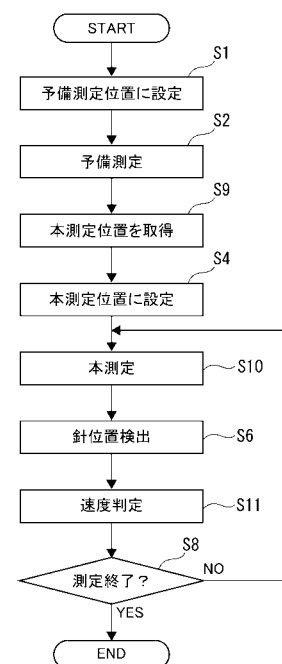 START
S1
予備測定位置に設定
S2
予備測定
S9
本測定位置を取得
S4
本測定位置に設定
本測定
S10
針位置検出
S6
速度判定
S11
S8
測定終了？
NO
YES
END